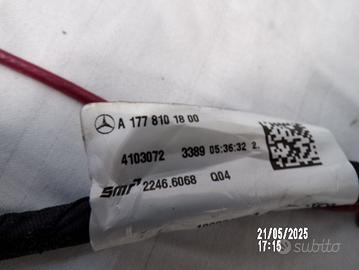 A 177 810 18 00
4103072 3389 05:36:32 2.
smr 2246.6068 Q04
21/05/2025
17:15
subito